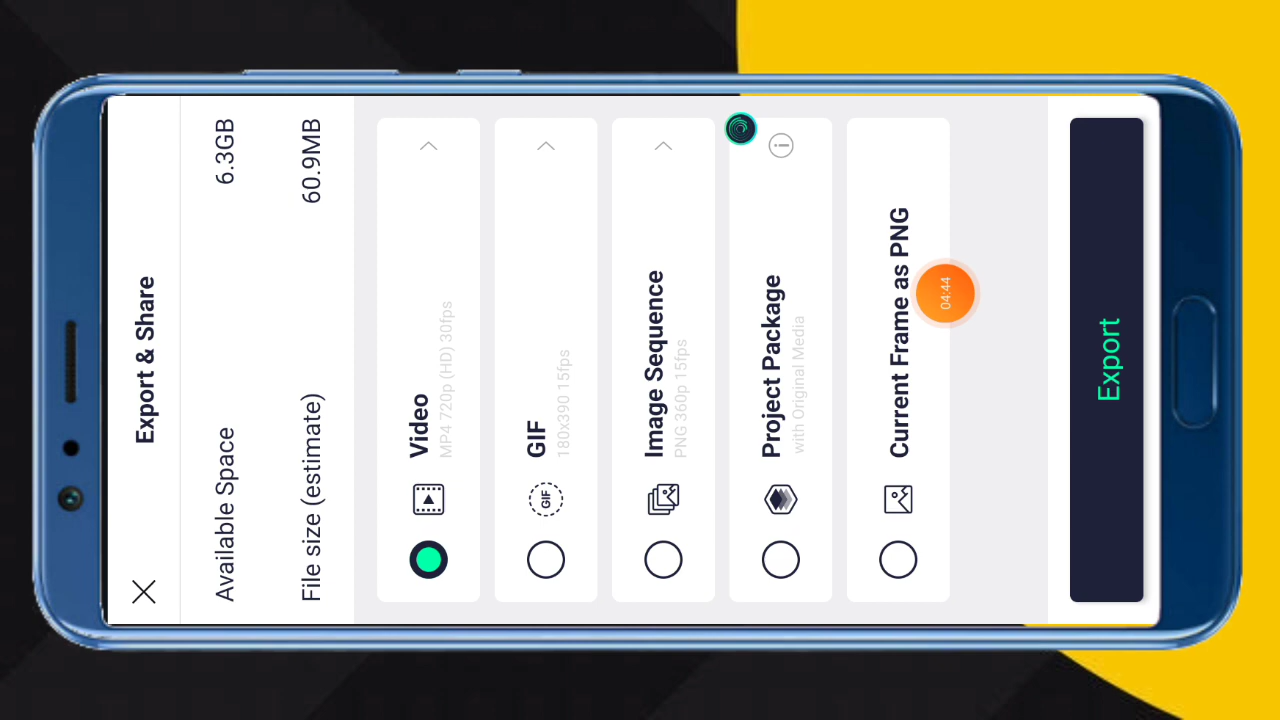 Export & Share
Available Space 6.3GB
File size (estimate) 60.9MB
Video
MP4 720p (HD) 30fps
GIF
GIF
180x390 15fps
Image Sequence
PNG 360p 15fps
Project Package
with Original Media
Current Frame as PNG
04:44
Export